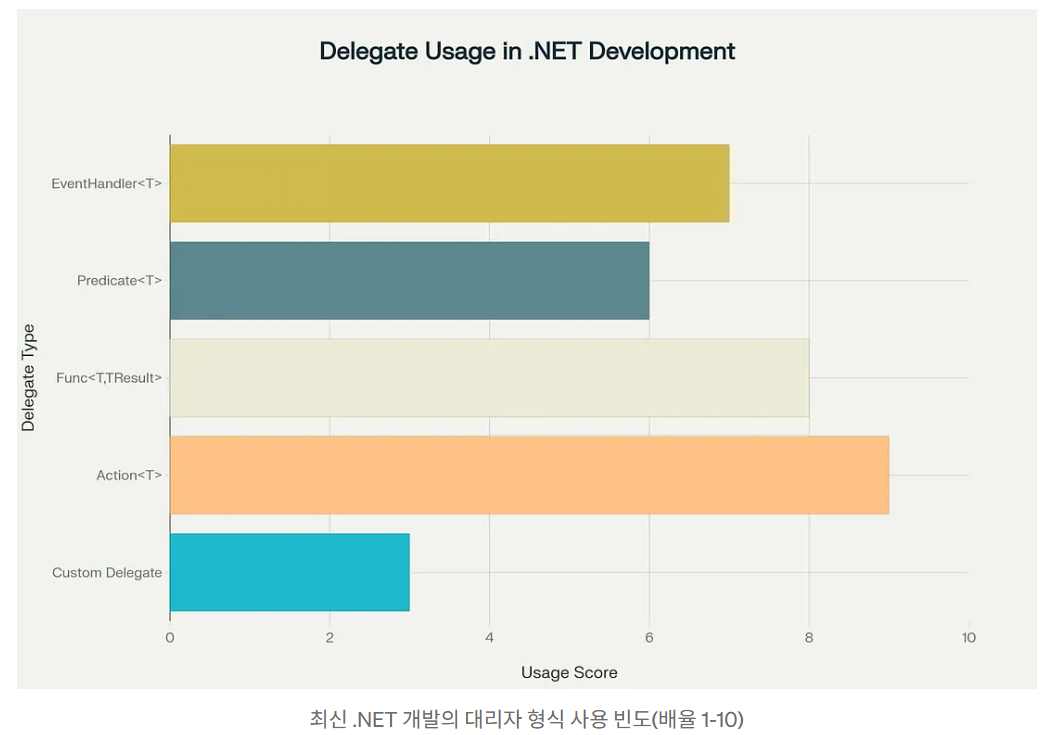 Delegate Usage in .NET Development
Delegate Type
EventHandler<T>
Predicate<T>
Func<T,TResult>
Action<T>
Custom Delegate
0 2 4 6 8 10
Usage Score
최신 .NET 개발의 대리자 형식 사용 빈도(배율 1-10)